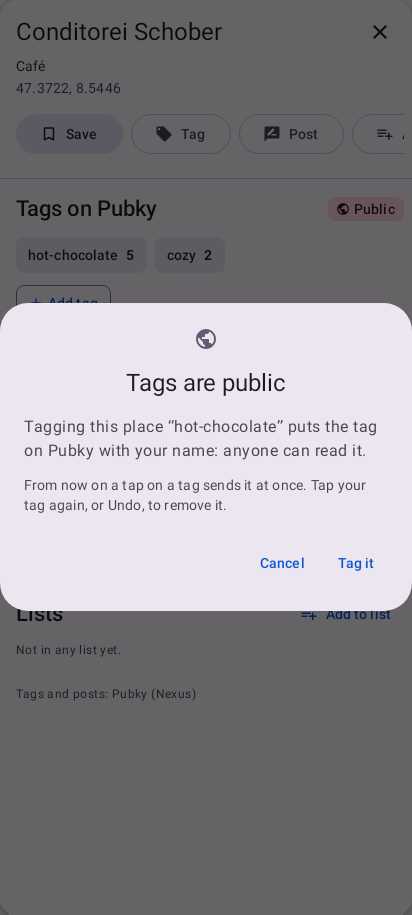 Conditorei Schober
Café
47.3722, 8.5446
Save
Tag
Post
Tags on Pubky
Public
hot-chocolate 5
cozy 2
+ Add tag
Tags are public
Tagging this place “hot-chocolate” puts the tag
on Pubky with your name: anyone can read it.
From now on a tap on a tag sends it at once. Tap your
tag again, or Undo, to remove it.
Cancel
Tag it
Lists
Add to list
Not in any list yet.
Tags and posts: Pubky (Nexus)